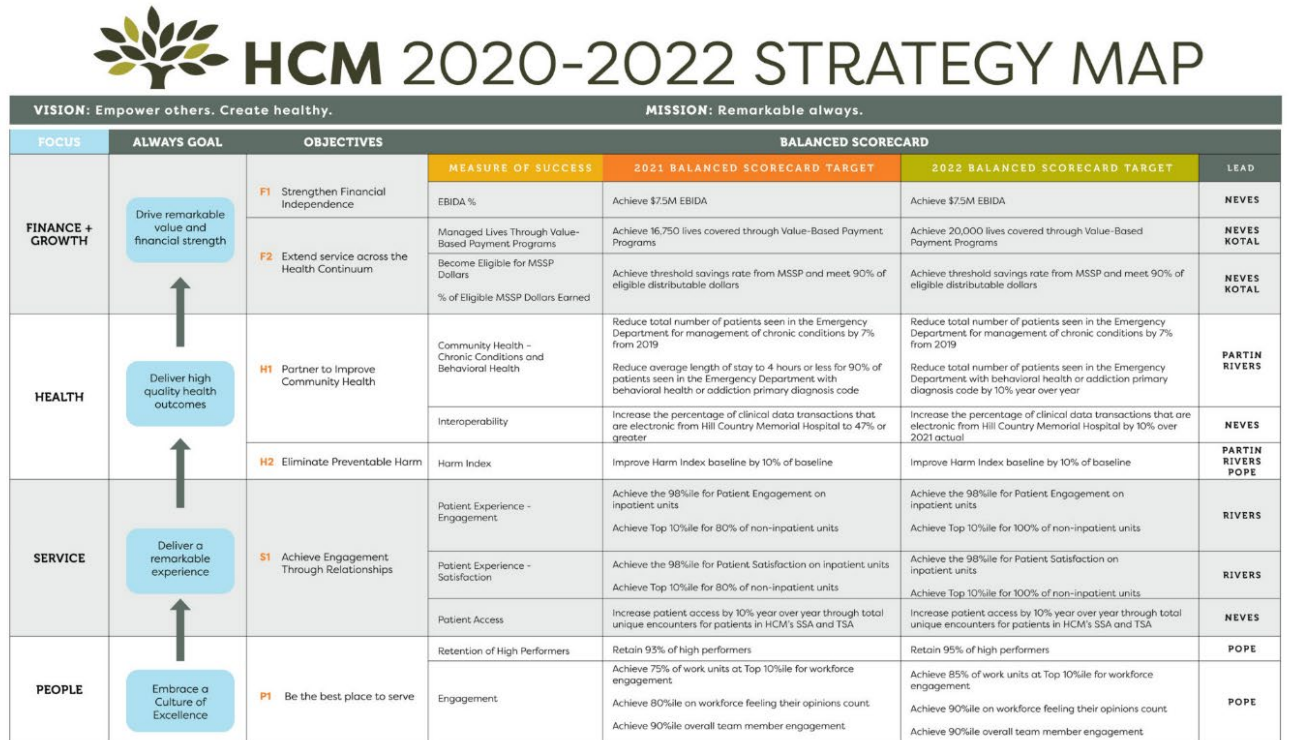 HCM 2020-2022 STRATEGY MAP
VISION: Empower others. Create healthy.
MISSION: Remarkable always.
FOCUS
ALWAYS GOAL
OBJECTIVES
BALANCED SCORECARD
MEASURE OF SUCCESS
2021 BALANCED SCORECARD TARGET
2022 BALANCED SCORECARD TARGET
LEAD
FINANCE +
GROWTH
Drive remarkable
value and
financial strength
F1 Strengthen Financial
Independence
EBIDA %
Achieve $7.5M EBIDA
Achieve $7.5M EBIDA
NEVES
F2 Extend service across the
Health Continuum
Managed Lives Through Value-
Based Payment Programs
Achieve 16,750 lives covered through Value-Based Payment
Programs
Achieve 20,000 lives covered through Value-Based
Payment Programs
NEVES
KOTAL
Become Eligible for MSSP
Dollars
% of Eligible MSSP Dollars Earned
Achieve threshold savings rate from MSSP and meet 90% of
eligible distributable dollars
Achieve threshold savings rate from MSSP and meet 90% of
eligible distributable dollars
NEVES
KOTAL
HEALTH
Deliver high
quality health
outcomes
H1 Partner to Improve
Community Health
Community Health –
Chronic Conditions and
Behavioral Health
Reduce total number of patients seen in the Emergency
Department for management of chronic conditions by 7%
from 2019
Reduce average length of stay to 4 hours or less for 90% of
patients seen in the Emergency Department with
behavioral health or addiction primary diagnosis code
Reduce total number of patients seen in the Emergency
Department for management of chronic conditions by 7%
from 2019
Reduce total number of patients seen in the Emergency
Department with behavioral health or addiction primary
diagnosis code by 10% year over year
PARTIN
RIVERS
Interoperability
Increase the percentage of clinical data transactions that
are electronic from Hill Country Memorial Hospital to 47% or
greater
Increase the percentage of clinical data transactions that are
electronic from Hill Country Memorial Hospital by 10% over
2021 actual
NEVES
H2 Eliminate Preventable Harm
Harm Index
Improve Harm Index baseline by 10% of baseline
Improve Harm Index baseline by 10% of baseline
PARTIN
RIVERS
POPE
SERVICE
Deliver a
remarkable
experience
S1 Achieve Engagement
Through Relationships
Patient Experience -
Engagement
Achieve the 98%ile for Patient Engagement on
inpatient units
Achieve Top 10%ile for 80% of non-inpatient units
Achieve the 98%ile for Patient Engagement on
inpatient units
Achieve Top 10%ile for 100% of non-inpatient units
RIVERS
Patient Experience -
Satisfaction
Achieve the 98%ile for Patient Satisfaction on inpatient units
Achieve Top 10%ile for 80% of non-inpatient units
Achieve the 98%ile for Patient Satisfaction on
inpatient units
Achieve Top 10%ile for 100% of non-inpatient units
RIVERS
Patient Access
Increase patient access by 10% year over year through total
unique encounters for patients in HCM's SSA and TSA
Increase patient access by 10% year over year through total
unique encounters for patients in HCM's SSA and TSA
NEVES
PEOPLE
Embrace a
Culture of
Excellence
P1 Be the best place to serve
Retention of High Performers
Retain 93% of high performers
Retain 95% of high performers
POPE
Engagement
Achieve 75% of work units at Top 10%ile for workforce
engagement
Achieve 80%ile on workforce feeling their opinions count
Achieve 90%ile overall team member engagement
Achieve 85% of work units at Top 10%ile for workforce
engagement
Achieve 90%ile on workforce feeling their opinions count
Achieve 90%ile overall team member engagement
POPE